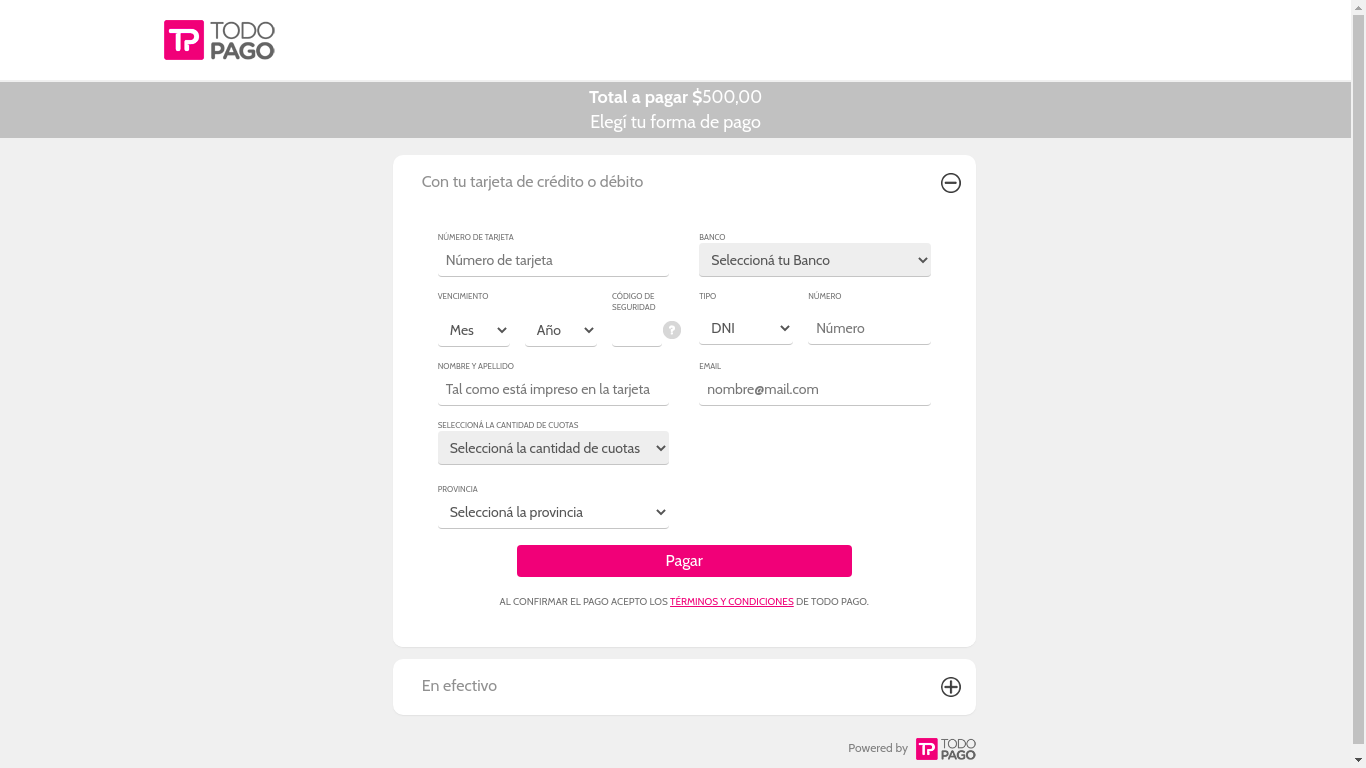 TP TODO
PAGO
Total a pagar $500,00
Elegí tu forma de pago
Con tu tarjeta de crédito o débito
NÚMERO DE TARJETA
Número de tarjeta
BANCO
Seleccioná tu Banco
VENCIMIENTO
Mes
Año
CÓDIGO DE
SEGURIDAD
?
TIPO
DNI
NÚMERO
Número
NOMBRE Y APELLIDO
Tal como está impreso en la tarjeta
EMAIL
nombre@mail.com
SELECCIONÁ LA CANTIDAD DE CUOTAS
Seleccioná la cantidad de cuotas
PROVINCIA
Seleccioná la provincia
Pagar
AL CONFIRMAR EL PAGO ACEPTO LOS TÉRMINOS Y CONDICIONES DE TODO PAGO.
En efectivo
Powered by TP TODO
PAGO